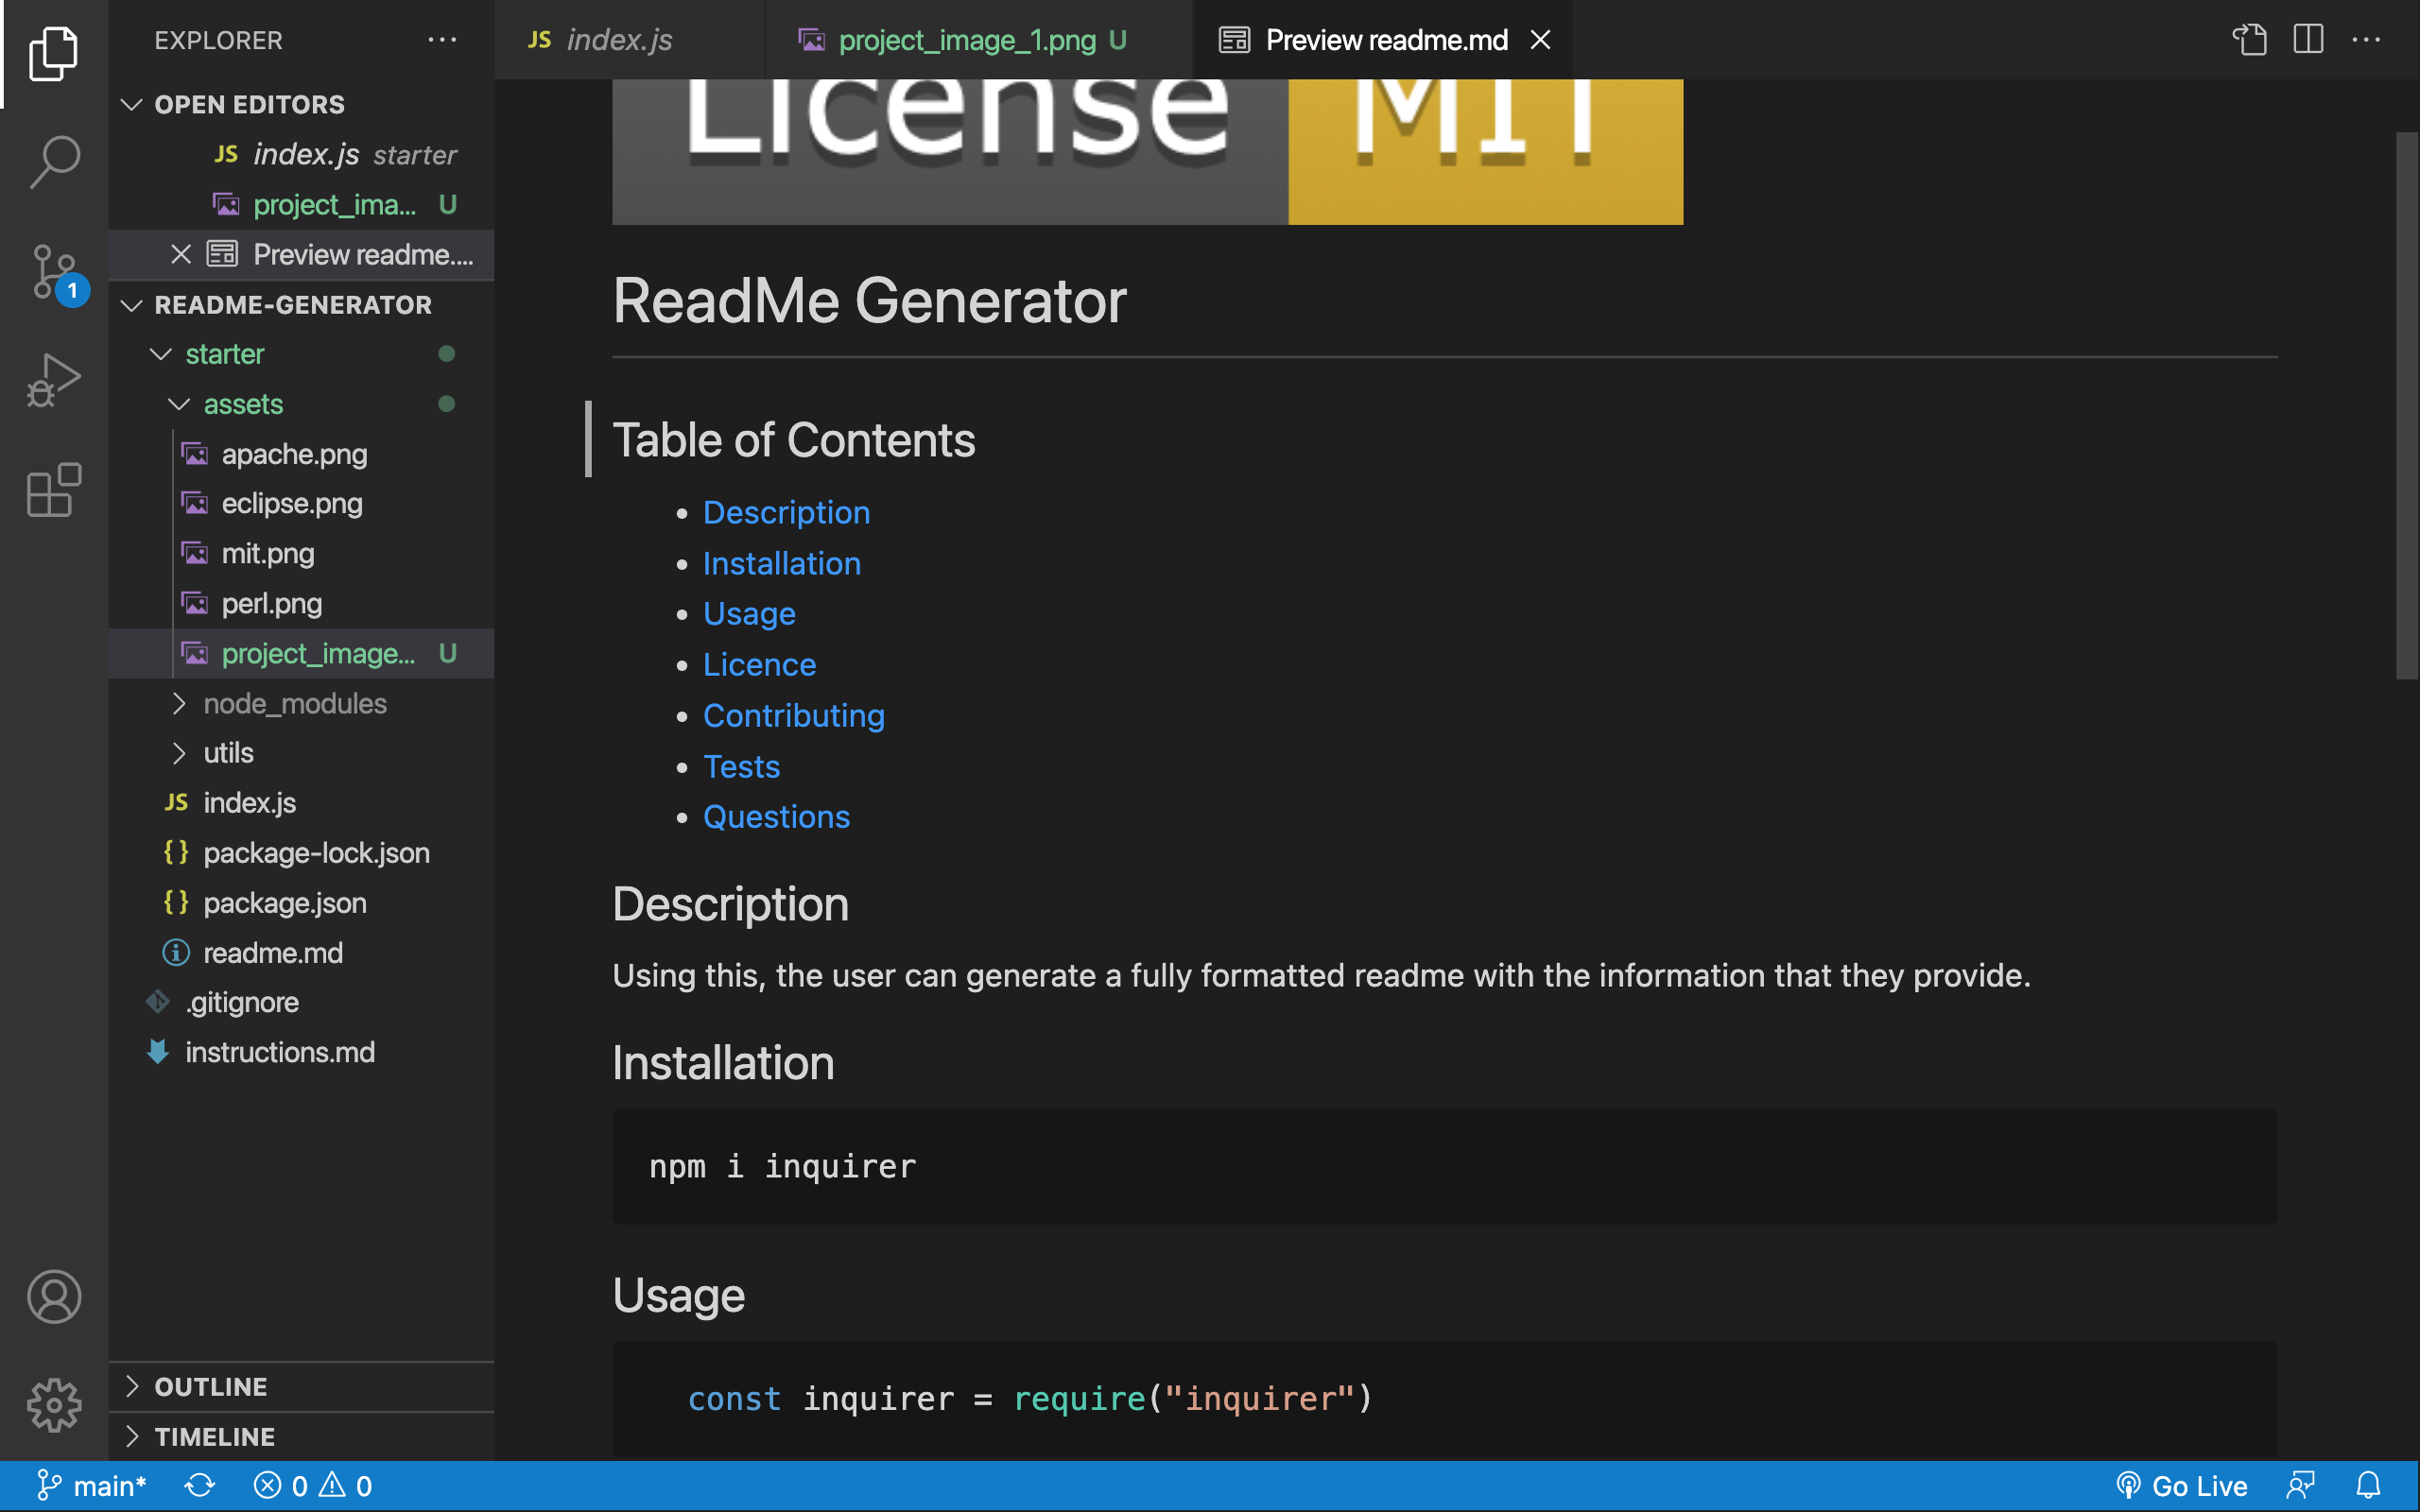 EXPLORER
OPEN EDITORS
JS index.js starter
project_ima... U
Preview readme....
1
README-GENERATOR
starter
assets
apache.png
eclipse.png
mit.png
perl.png
project_image... U
node_modules
utils
JS index.js
{ } package-lock.json
{ } package.json
readme.md
.gitignore
instructions.md
OUTLINE
TIMELINE
JS index.js
project_image_1.png U
Preview readme.md
License MIT
ReadMe Generator
Table of Contents
• Description
• Installation
• Usage
• Licence
• Contributing
• Tests
• Questions
Description
Using this, the user can generate a fully formatted readme with the information that they provide.
Installation
npm i inquirer
Usage
const inquirer = require("inquirer")
main* 0 0
Go Live